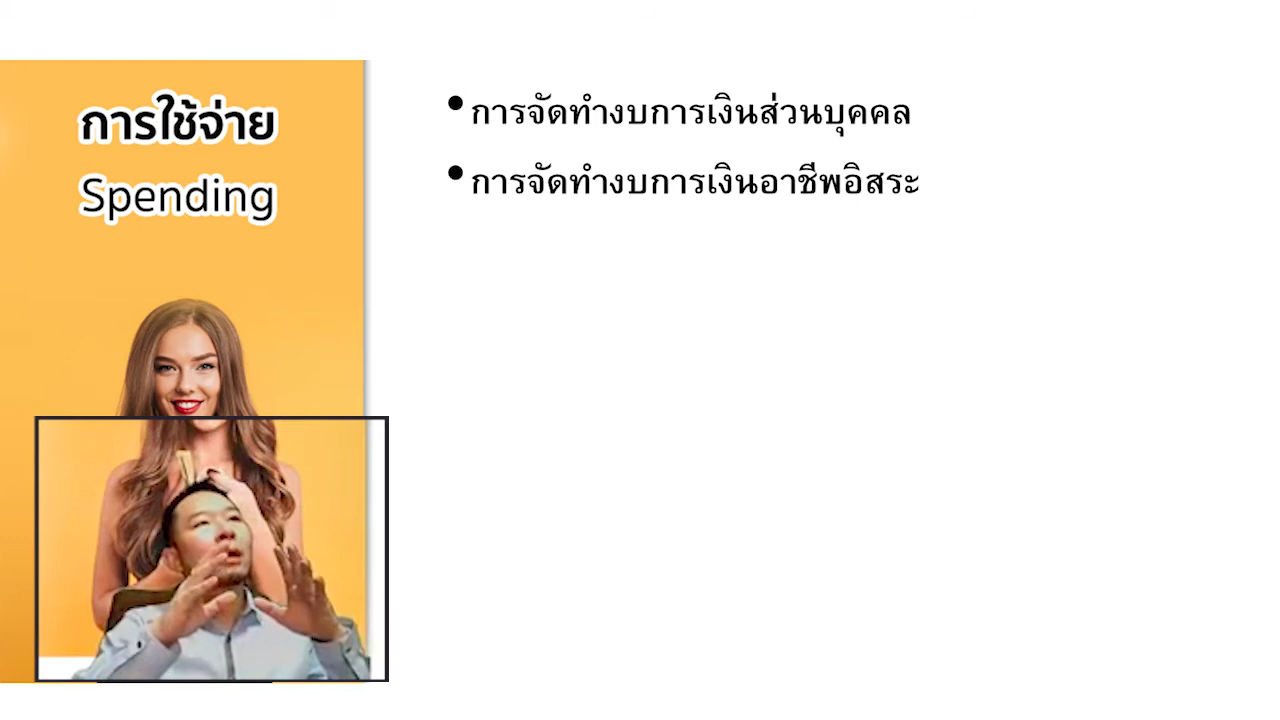 การใช้จ่าย
Spending
•การจัดทำงบการเงินส่วนบุคคล
•การจัดทำงบการเงินอาชีพอิสระ